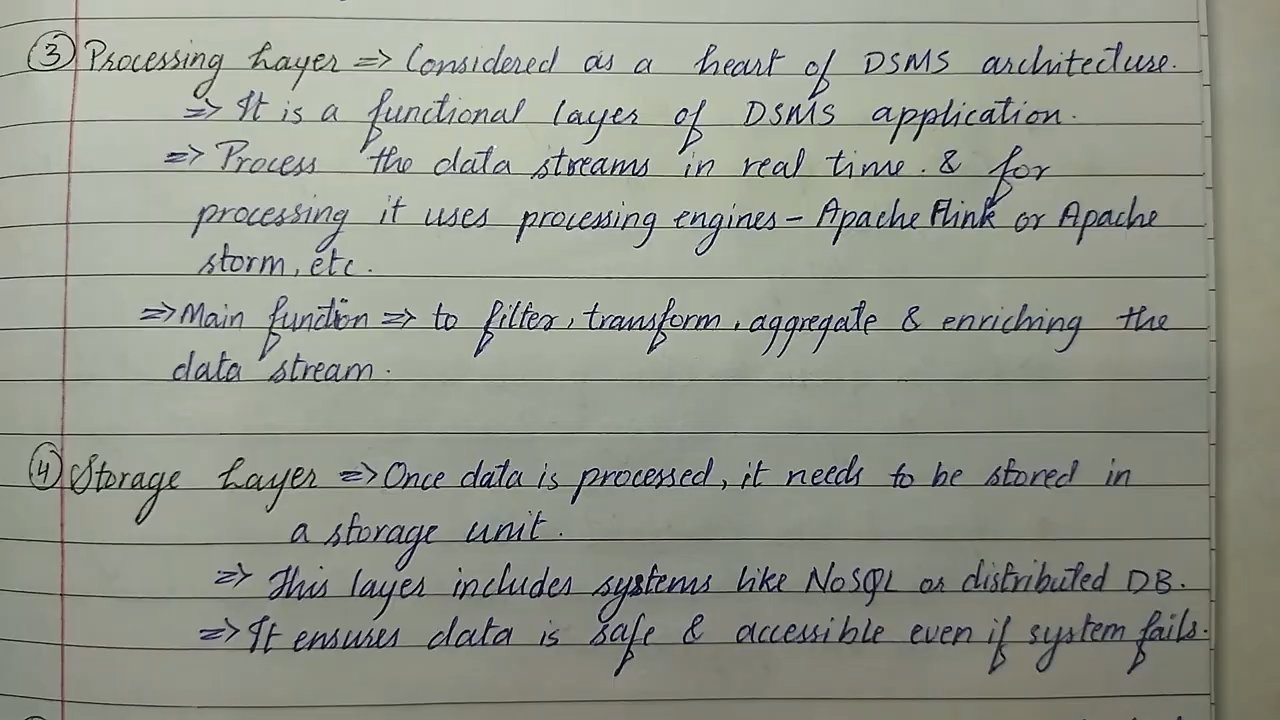 ③ Processing Layer => Considered as a heart of DSMS architecture.
=> It is a functional layer of DSMS application.
=> Process the data streams in real time. & for
processing it uses processing engines - Apache Flink or Apache
storm, etc.
=> Main function => to filter, transform, aggregate & enriching the
data stream.
④ Storage Layer => Once data is processed, it needs to be stored in
a storage unit.
=> This layer includes systems like NoSQL or distributed DB.
=> It ensures data is safe & accessible even if system fails.